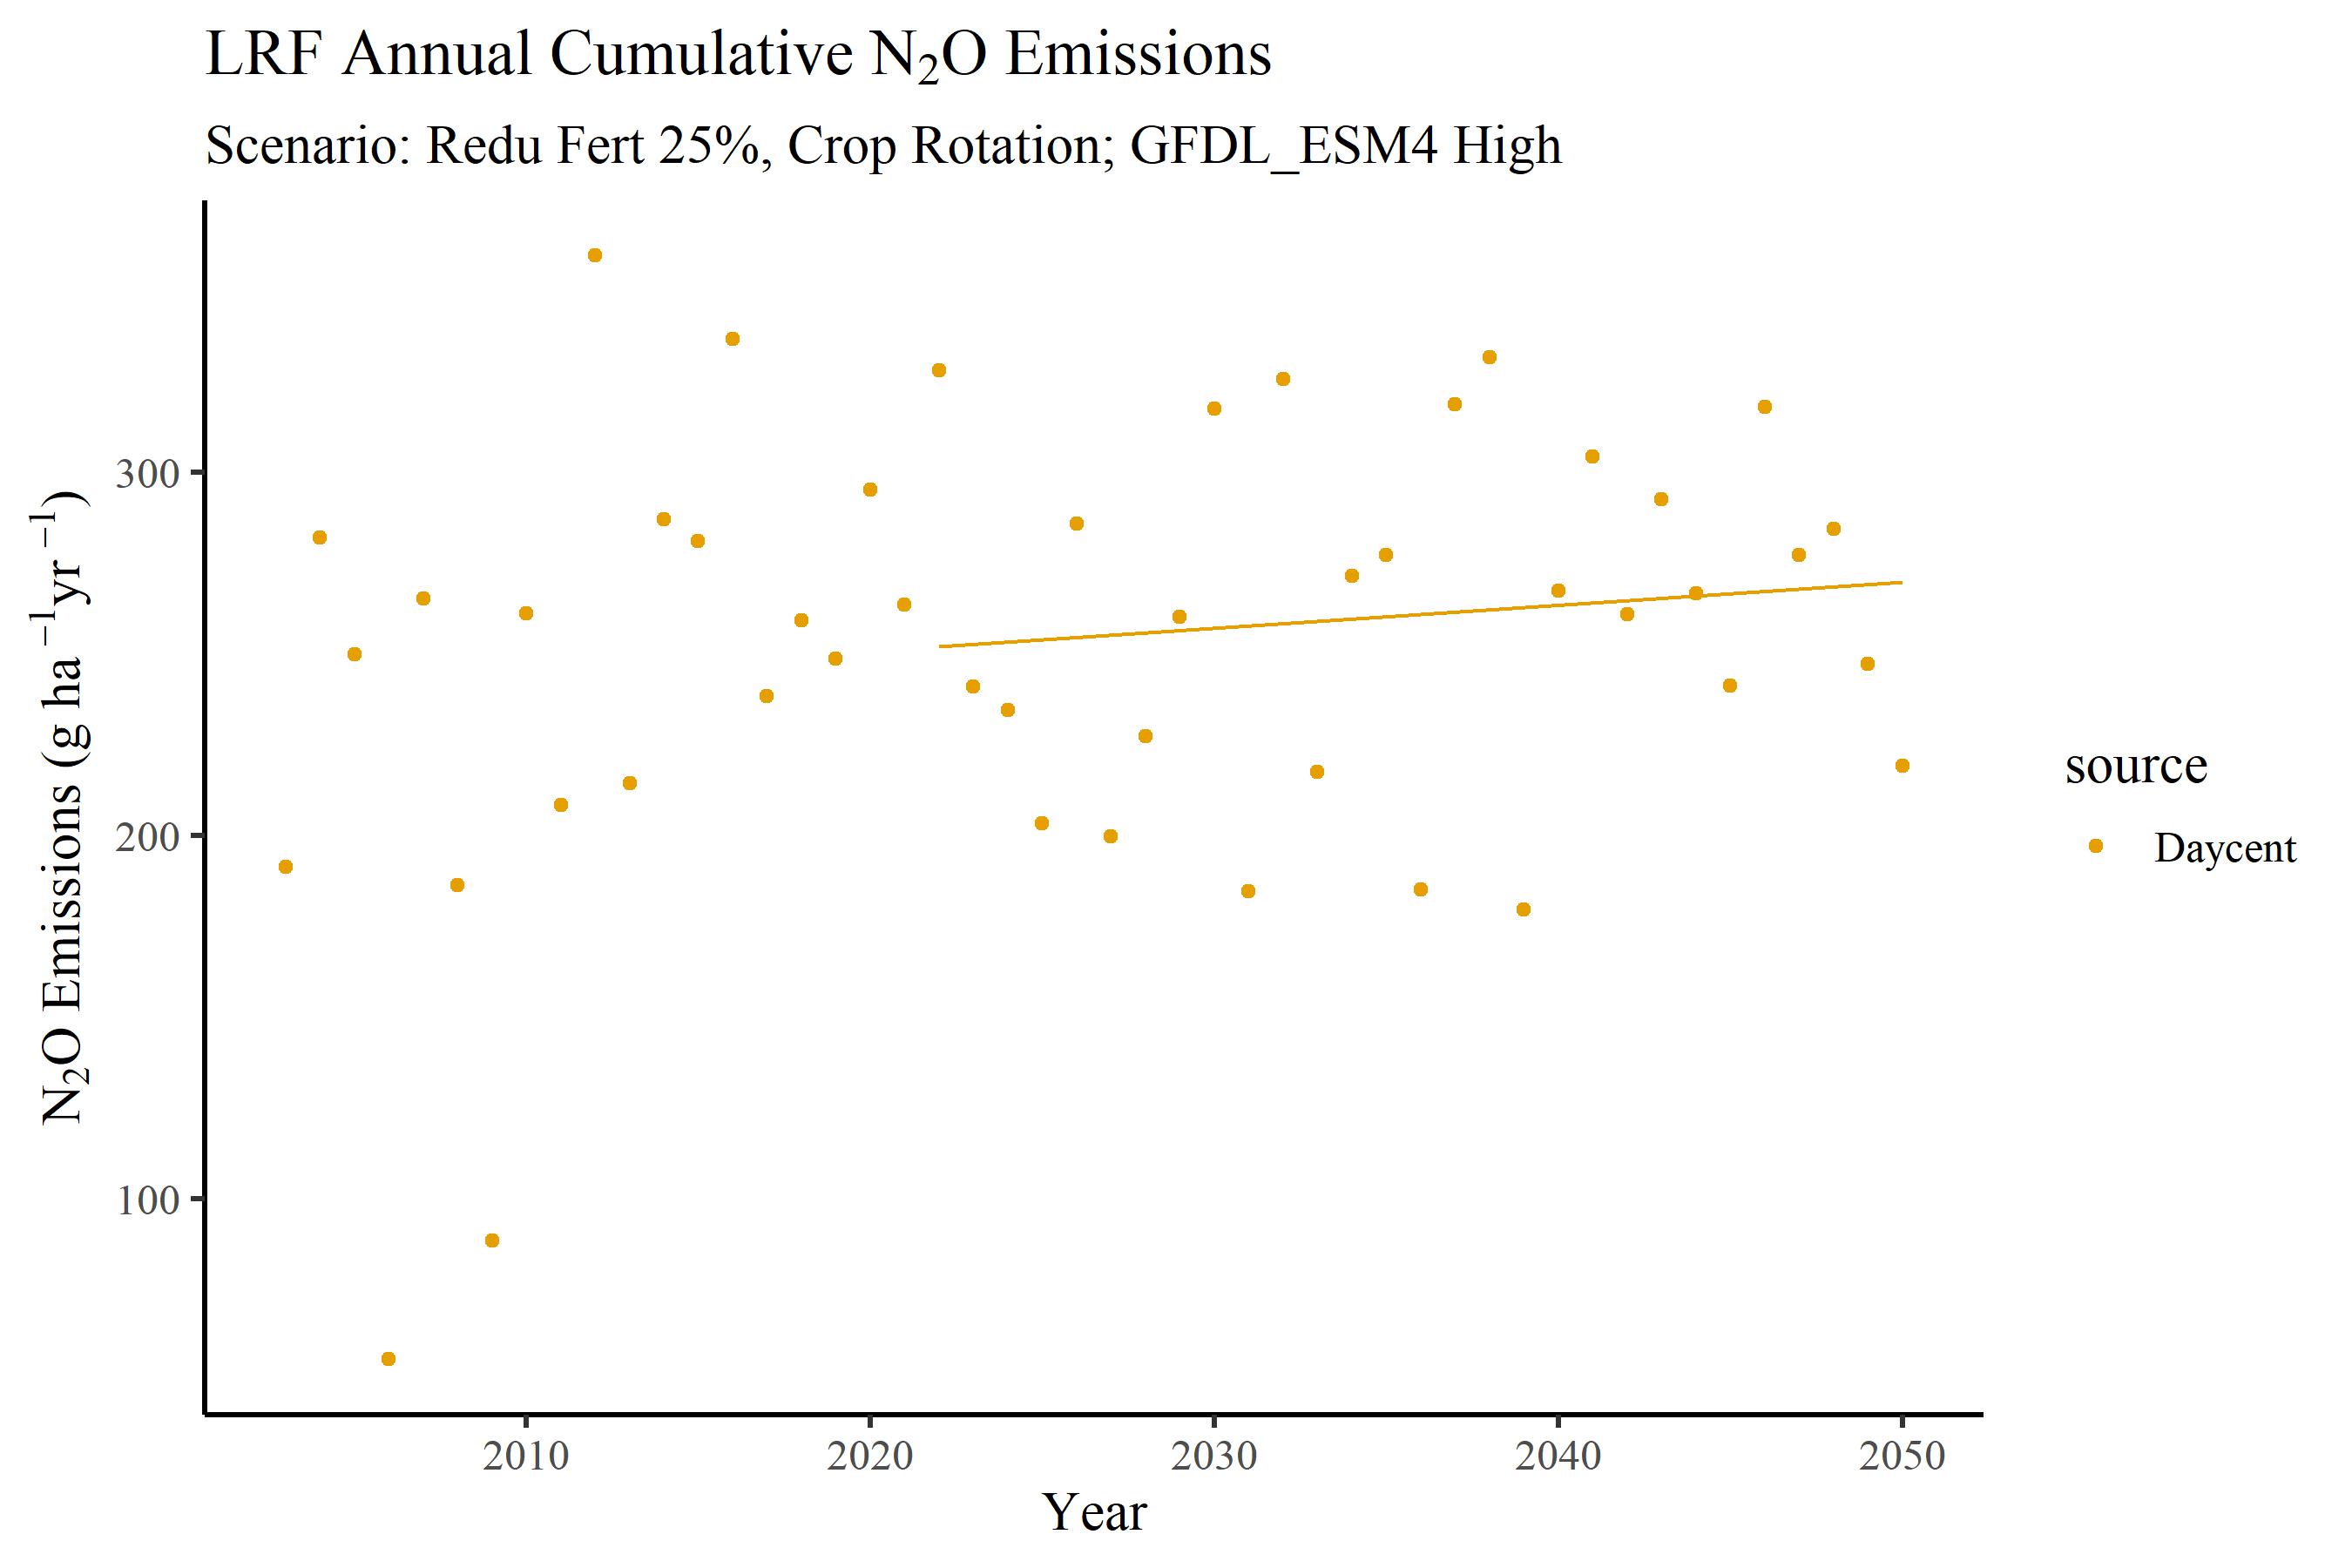 LRF Annual Cumulative N₂O Emissions
Scenario: Redu Fert 25%, Crop Rotation; GFDL_ESM4 High
N₂O Emissions (g ha ⁻¹yr ⁻¹)
300
200
100
2010 2020 2030 2040 2050
Year
source
Daycent